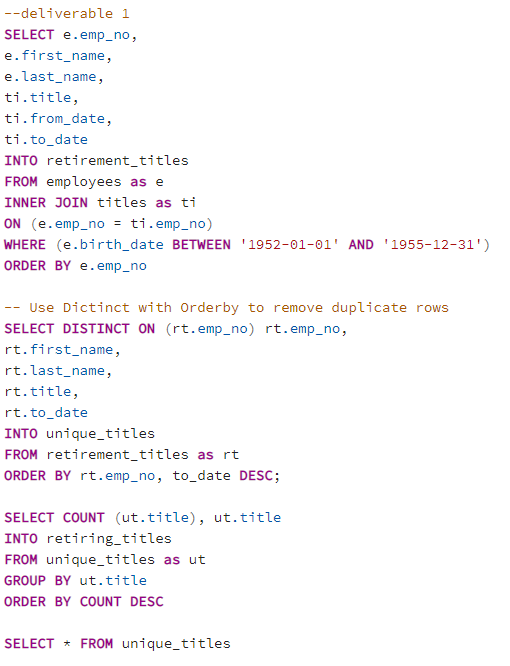 --deliverable 1
SELECT e.emp_no,
e.first_name,
e.last_name,
ti.title,
ti.from_date,
ti.to_date
INTO retirement_titles
FROM employees as e
INNER JOIN titles as ti
ON (e.emp_no = ti.emp_no)
WHERE (e.birth_date BETWEEN '1952-01-01' AND '1955-12-31')
ORDER BY e.emp_no
-- Use Dictinct with Orderby to remove duplicate rows
SELECT DISTINCT ON (rt.emp_no) rt.emp_no,
rt.first_name,
rt.last_name,
rt.title,
rt.to_date
INTO unique_titles
FROM retirement_titles as rt
ORDER BY rt.emp_no, to_date DESC;
SELECT COUNT (ut.title), ut.title
INTO retiring_titles
FROM unique_titles as ut
GROUP BY ut.title
ORDER BY COUNT DESC
SELECT * FROM unique_titles